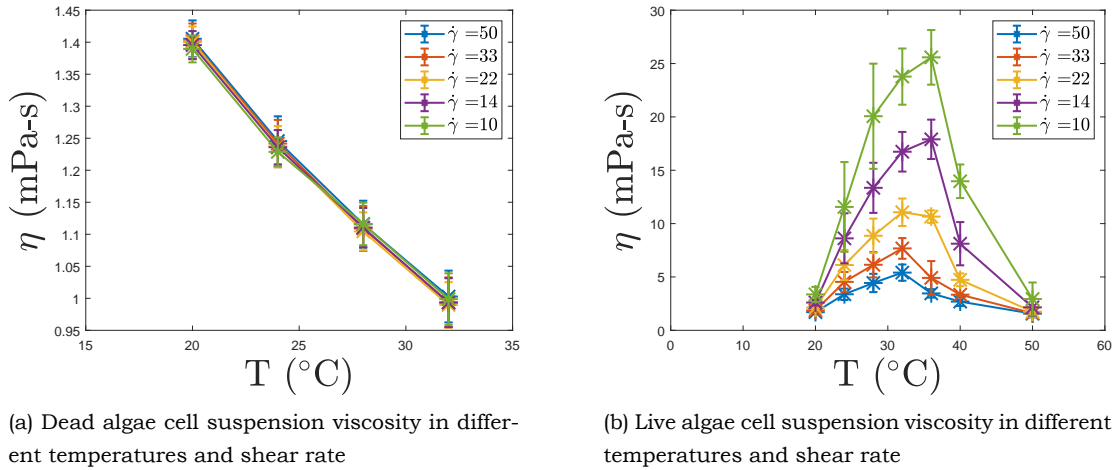 1.45
1.4
1.35
1.3
1.25
1.2
1.15
1.1
1.05
1
0.95
15 20 25 30 35
η (mPa-s)
T (°C)
γ̇ =50
γ̇ =33
γ̇ =22
γ̇ =14
γ̇ =10
(a) Dead algae cell suspension viscosity in differ-
ent temperatures and shear rate
30
25
20
15
10
5
0
0 10 20 30 40 50 60
η (mPa-s)
T (°C)
γ̇ =50
γ̇ =33
γ̇ =22
γ̇ =14
γ̇ =10
(b) Live algae cell suspension viscosity in different
temperatures and shear rate